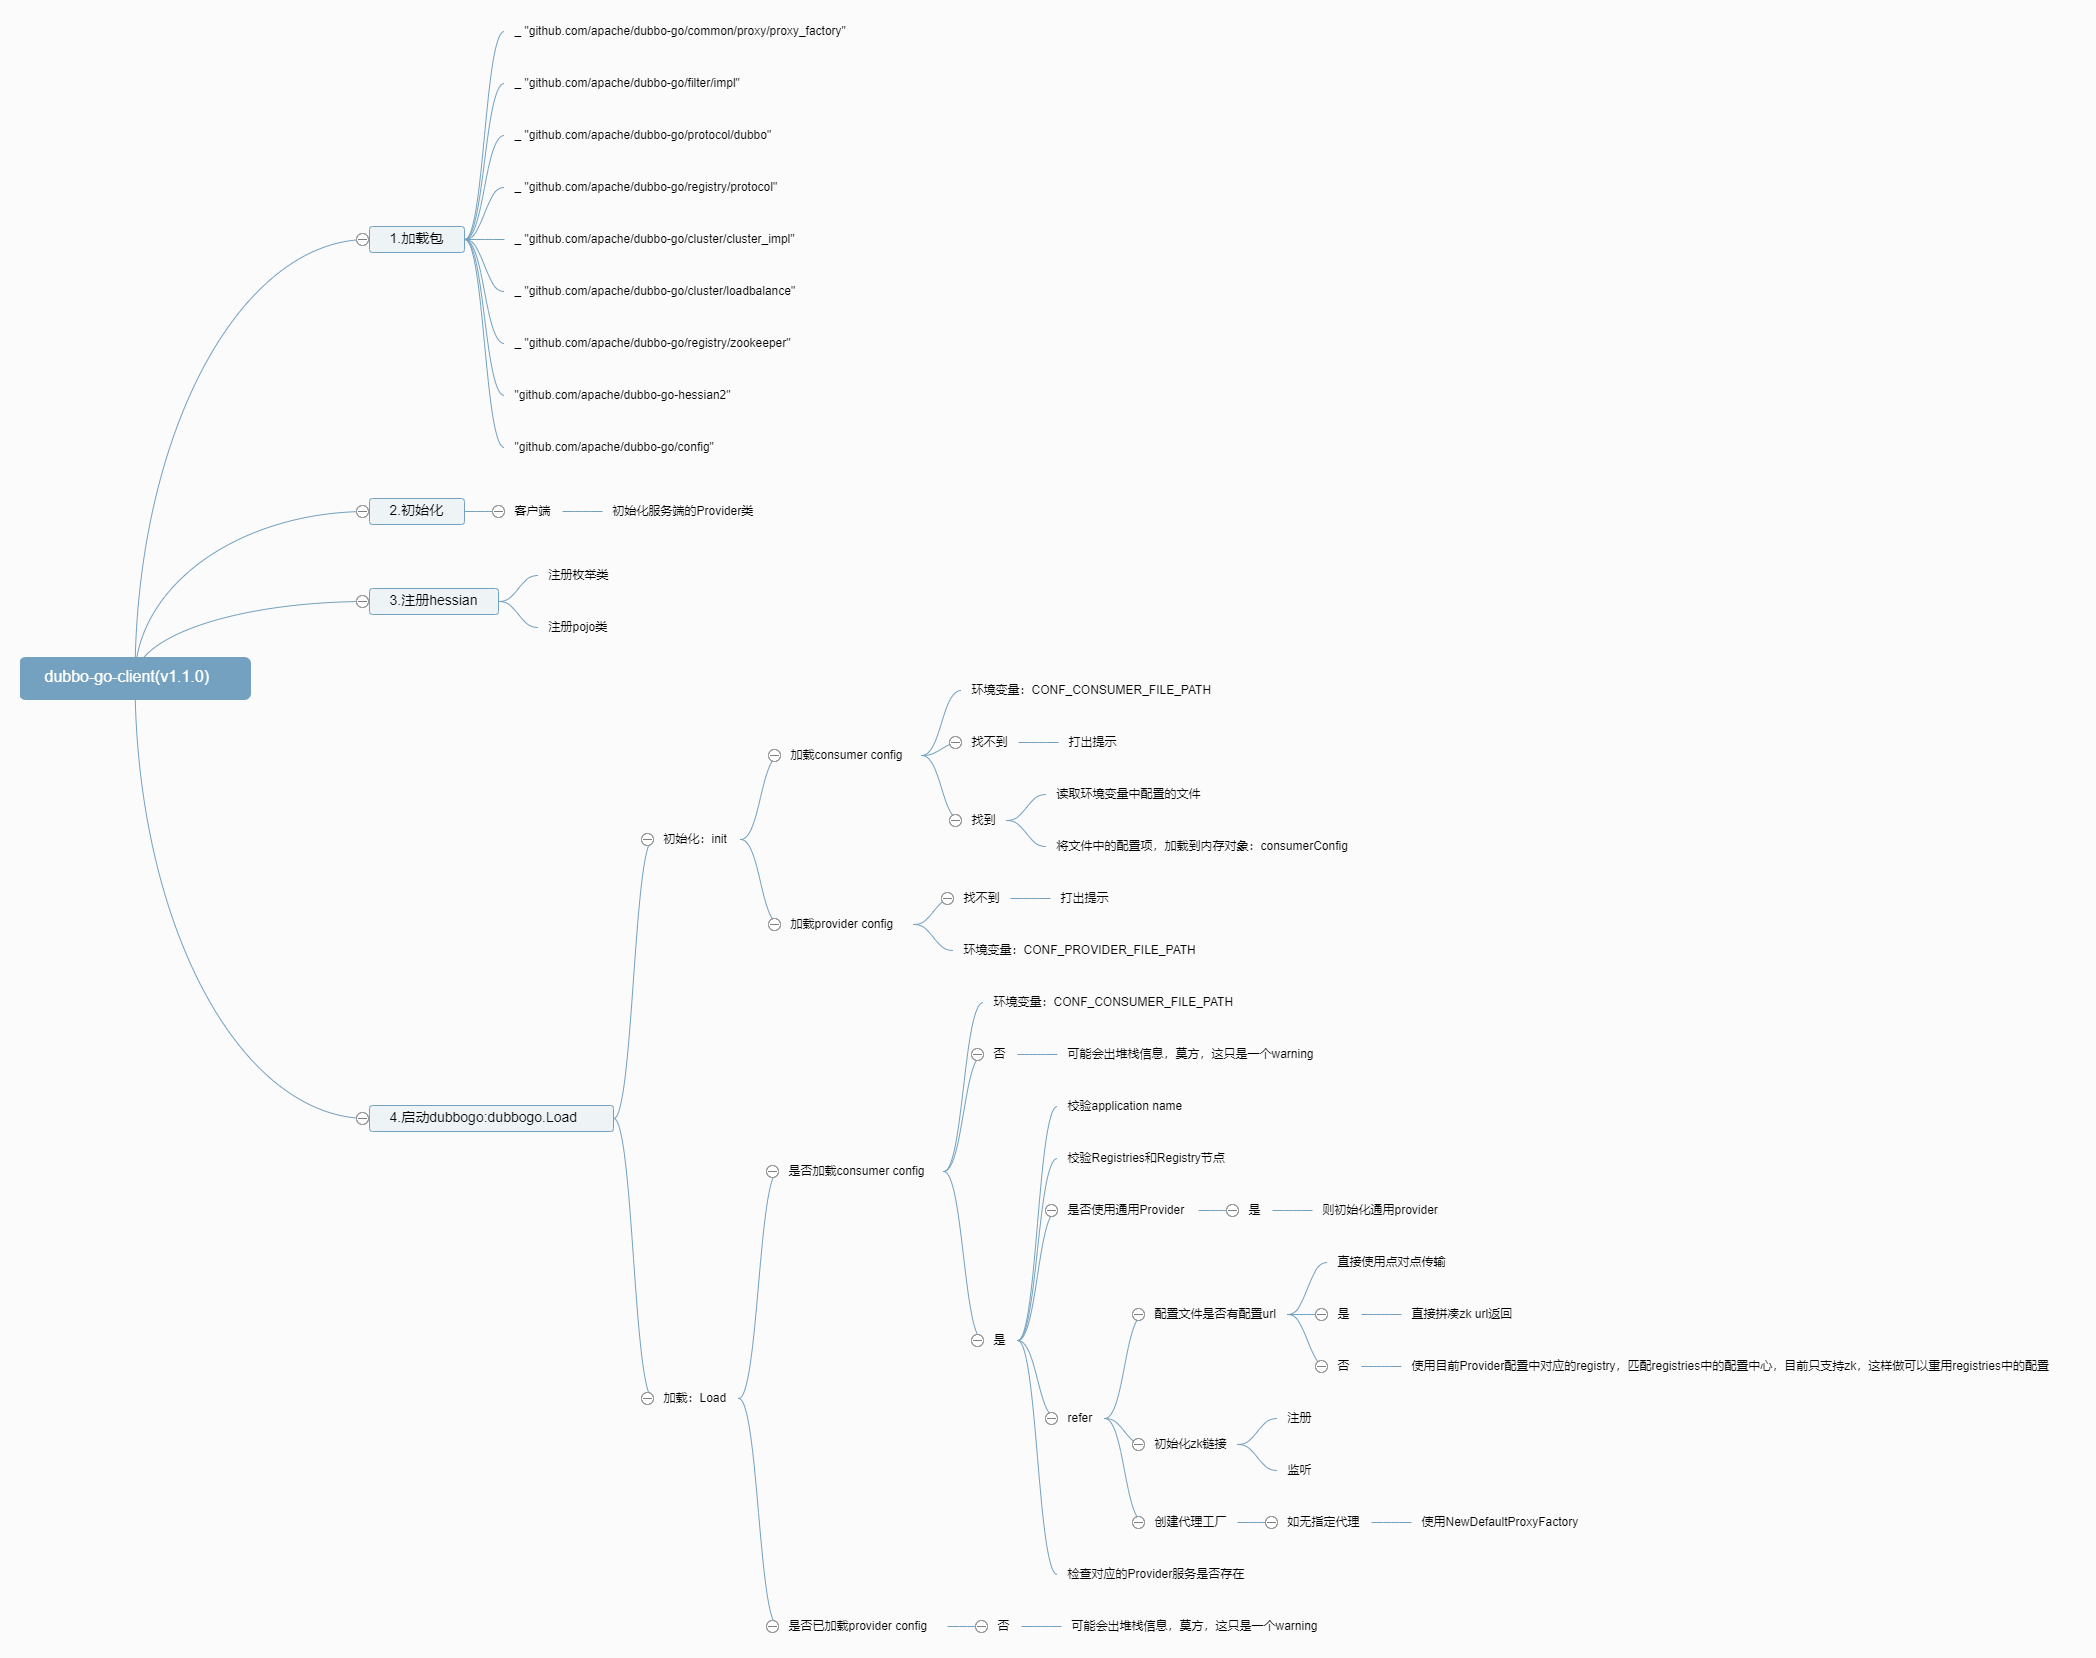 _ "github.com/apache/dubbo-go/common/proxy/proxy_factory"
_ "github.com/apache/dubbo-go/filter/impl"
_ "github.com/apache/dubbo-go/protocol/dubbo"
_ "github.com/apache/dubbo-go/registry/protocol"
1.加载包
_ "github.com/apache/dubbo-go/cluster/cluster_impl"
_ "github.com/apache/dubbo-go/cluster/loadbalance"
_ "github.com/apache/dubbo-go/registry/zookeeper"
"github.com/apache/dubbo-go-hessian2"
"github.com/apache/dubbo-go/config"
2.初始化
客户端
初始化服务端的Provider类
注册枚举类
3.注册hessian
注册pojo类
dubbo-go-client(v1.1.0)
环境变量：CONF_CONSUMER_FILE_PATH
找不到
打出提示
加载consumer config
读取环境变量中配置的文件
找到
初始化：init
将文件中的配置项，加载到内存对象：consumerConfig
找不到
打出提示
加载provider config
环境变量：CONF_PROVIDER_FILE_PATH
环境变量：CONF_CONSUMER_FILE_PATH
否
可能会出堆栈信息，莫方，这只是一个warning
校验application name
4.启动dubbogo:dubbogo.Load
校验Registries和Registry节点
是否加载consumer config
是否使用通用Provider
是
则初始化通用provider
直接使用点对点传输
配置文件是否有配置url
是
直接拼凑zk url返回
是
否
使用目前Provider配置中对应的registry，匹配registries中的配置中心，目前只支持zk，这样做可以重用registries中的配置
加载：Load
refer
注册
初始化zk链接
监听
创建代理工厂
如无指定代理
使用NewDefaultProxyFactory
检查对应的Provider服务是否存在
是否已加载provider config
否
可能会出堆栈信息，莫方，这只是一个warning